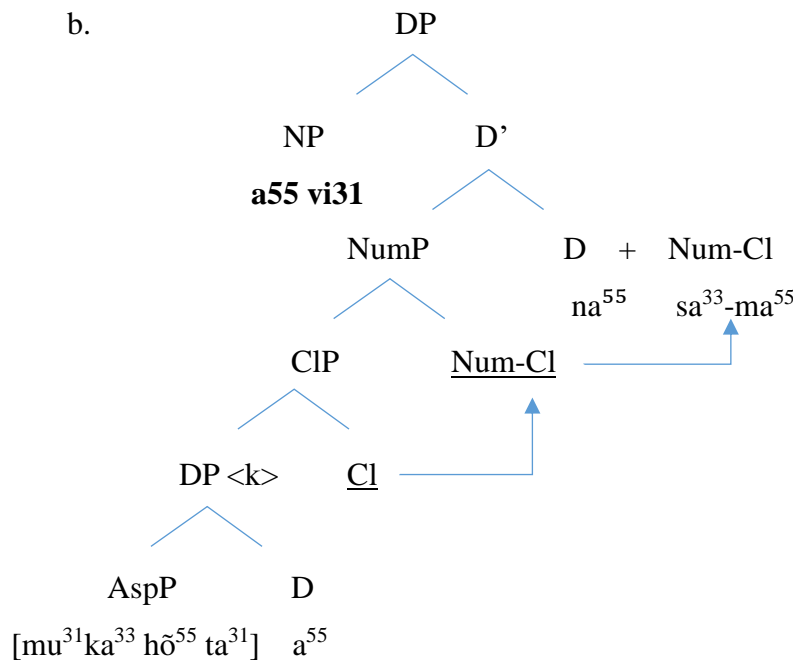 b. DP
NP D’
a55 vi31
NumP D + Num-Cl
na⁵⁵ sa³³-ma⁵⁵
ClP Num-Cl
DP <k> Cl
AspP D
[mu³¹ka³³ hõ⁵⁵ ta³¹] a⁵⁵